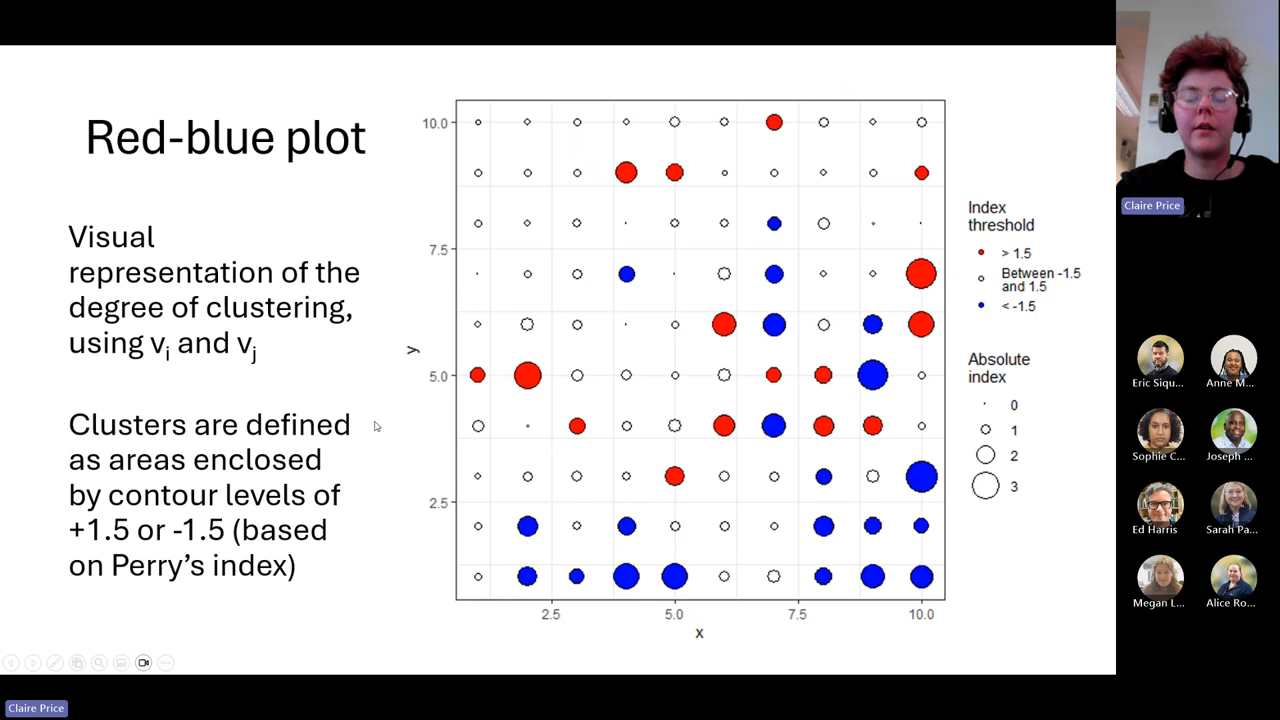 Red-blue plot
Visual
representation of the
degree of clustering,
using vi and vj
Clusters are defined
as areas enclosed
by contour levels of
+1.5 or -1.5 (based
on Perry's index)
10.0
7.5
5.0
2.5
y
2.5 5.0 7.5 10.0
x
Index
threshold
> 1.5
Between -1.5
and 1.5
< -1.5
Absolute
index
0
1
2
3
Claire Price
Eric Siqu... Anne M...
Sophie C... Joseph ...
Ed Harris Sarah Pa...
Megan L... Alice Ro...
Claire Price